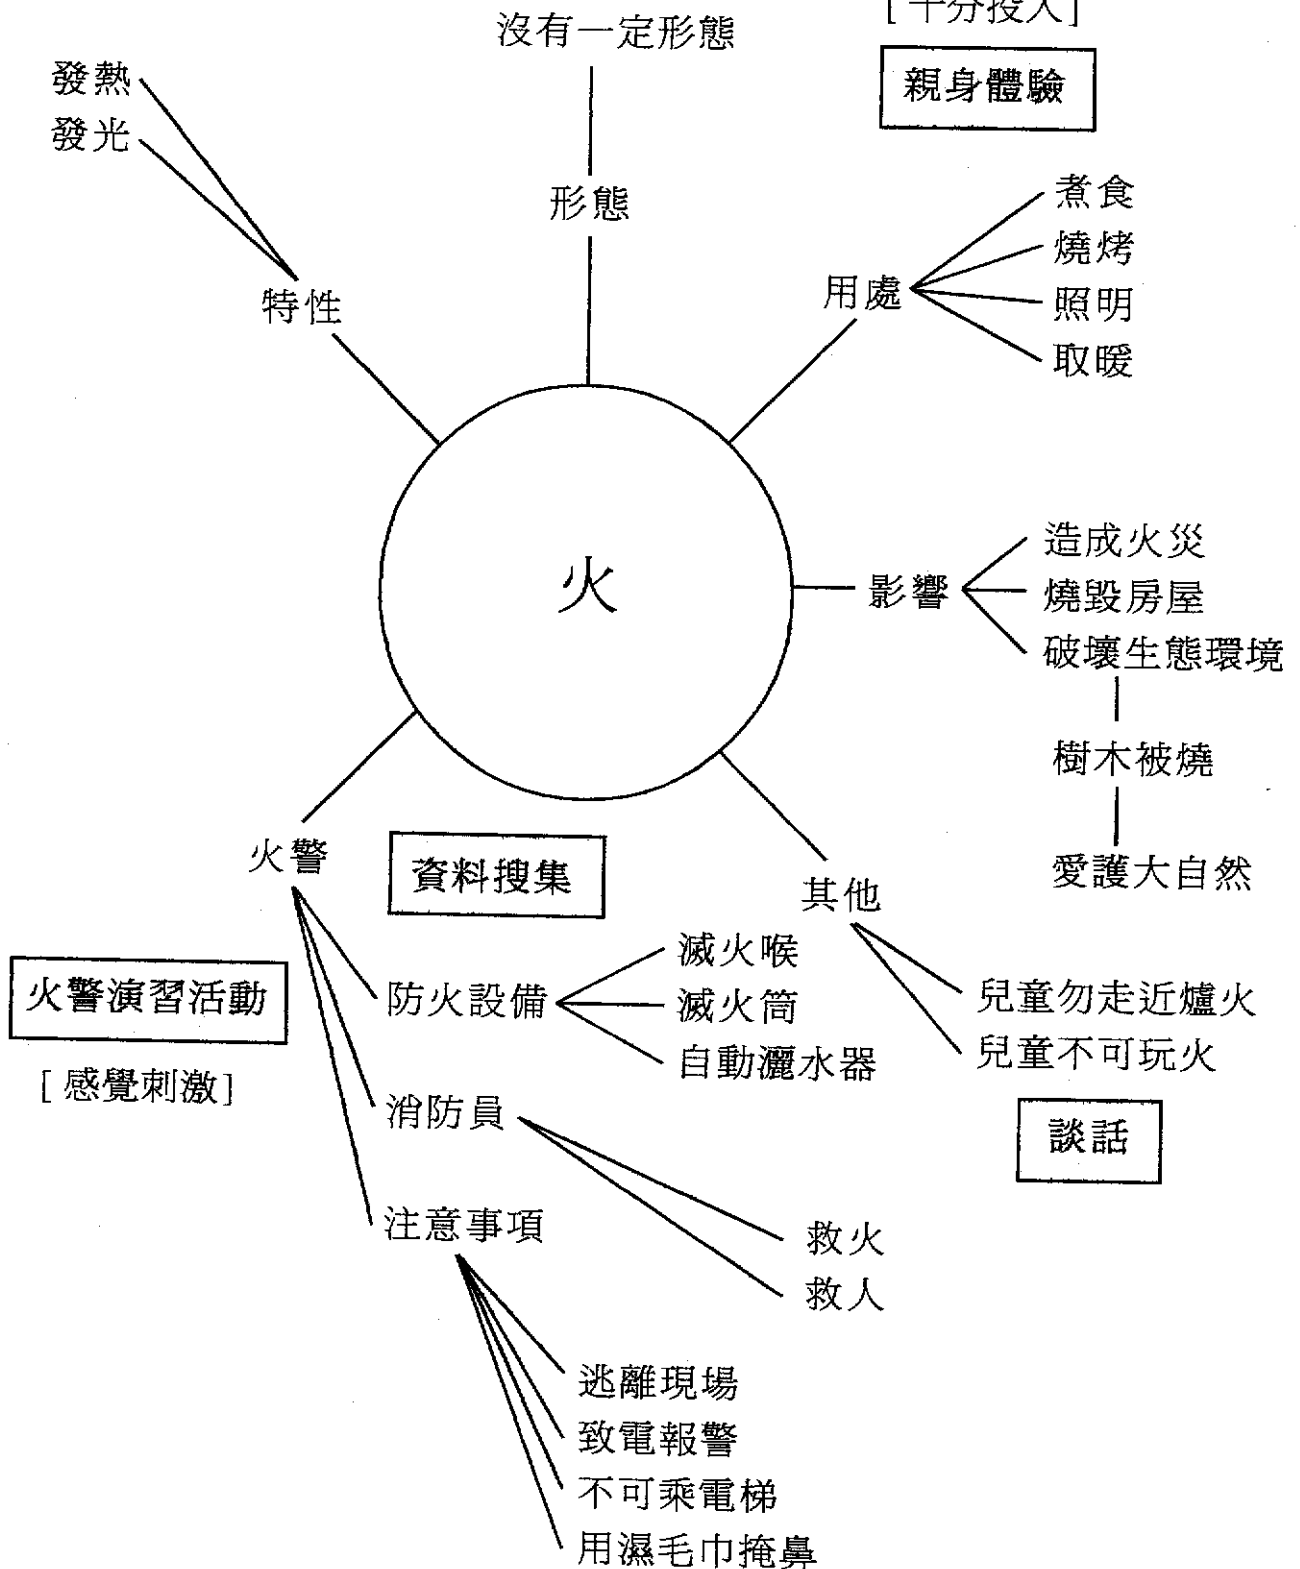 [十分投入]
親身體驗
沒有一定形態
形態
發熱
發光
特性
用處
煮食
燒烤
照明
取暖
火
影響
造成火災
燒毀房屋
破壞生態環境
樹木被燒
愛護大自然
火警
資料搜集
火警演習活動
[感覺刺激]
防火設備
滅火喉
滅火筒
自動灑水器
消防員
救火
救人
注意事項
逃離現場
致電報警
不可乘電梯
用濕毛巾掩鼻
其他
兒童勿走近爐火
兒童不可玩火
談話